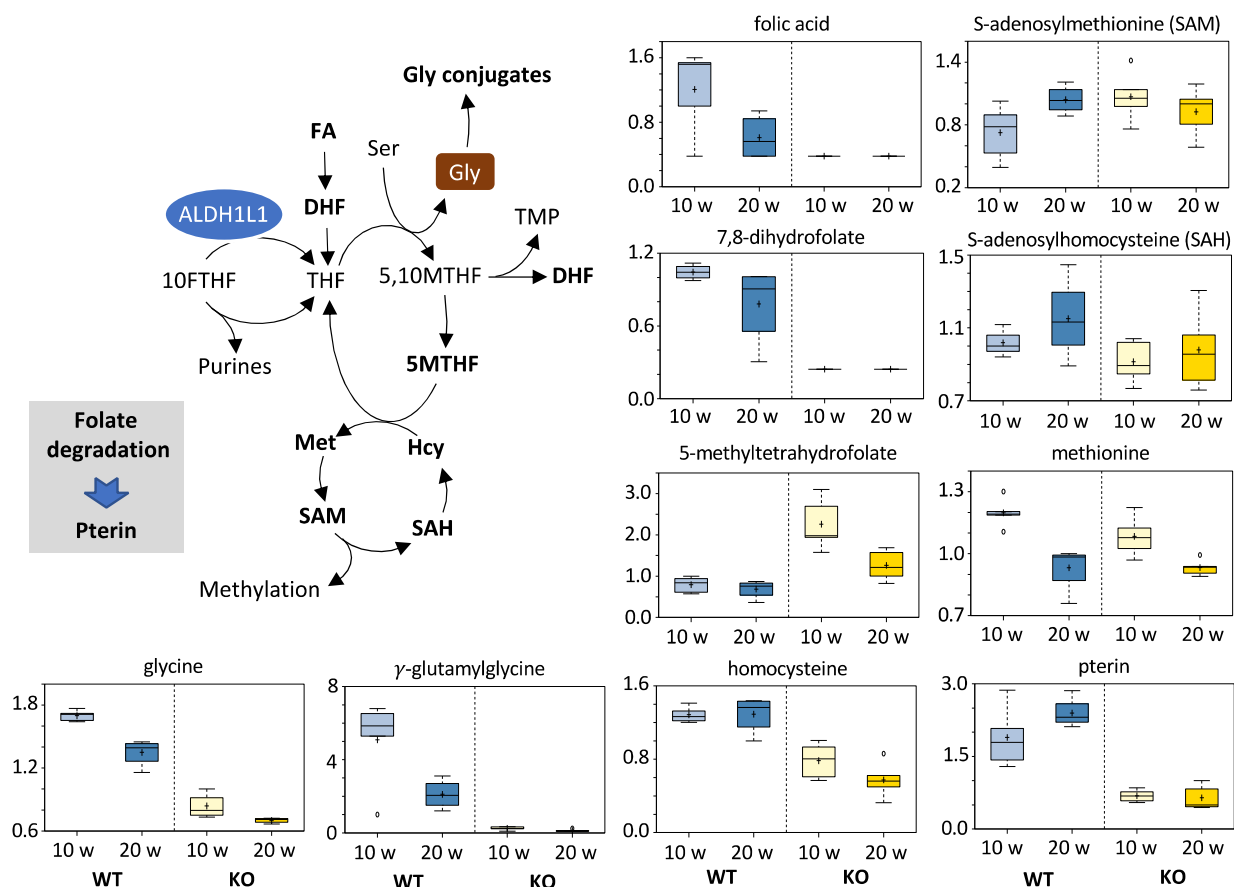 Gly conjugates
FA
Ser
Gly
ALDH1L1
DHF
TMP
10FTHF
THF
5,10MTHF
DHF
Purines
5MTHF
Folate
degradation
Pterin
Met
Hcy
SAM
SAH
Methylation
folic acid
1.6
0.8
0.0
10 w 20 w 10 w 20 w
S-adenosylmethionine (SAM)
1.4
0.8
0.2
10 w 20 w 10 w 20 w
7,8-dihydrofolate
1.2
0.6
0.0
10 w 20 w 10 w 20 w
S-adenosylhomocysteine (SAH)
1.5
1.1
0.7
10 w 20 w 10 w 20 w
5-methyltetrahydrofolate
3.0
2.0
1.0
0.0
10 w 20 w 10 w 20 w
methionine
1.3
1.0
0.7
10 w 20 w 10 w 20 w
glycine
1.8
1.2
0.6
10 w 20 w 10 w 20 w
WT KO
γ-glutamylglycine
8
4
0
10 w 20 w 10 w 20 w
WT KO
homocysteine
1.6
0.8
0.0
10 w 20 w 10 w 20 w
WT KO
pterin
3.0
1.5
0.0
10 w 20 w 10 w 20 w
WT KO